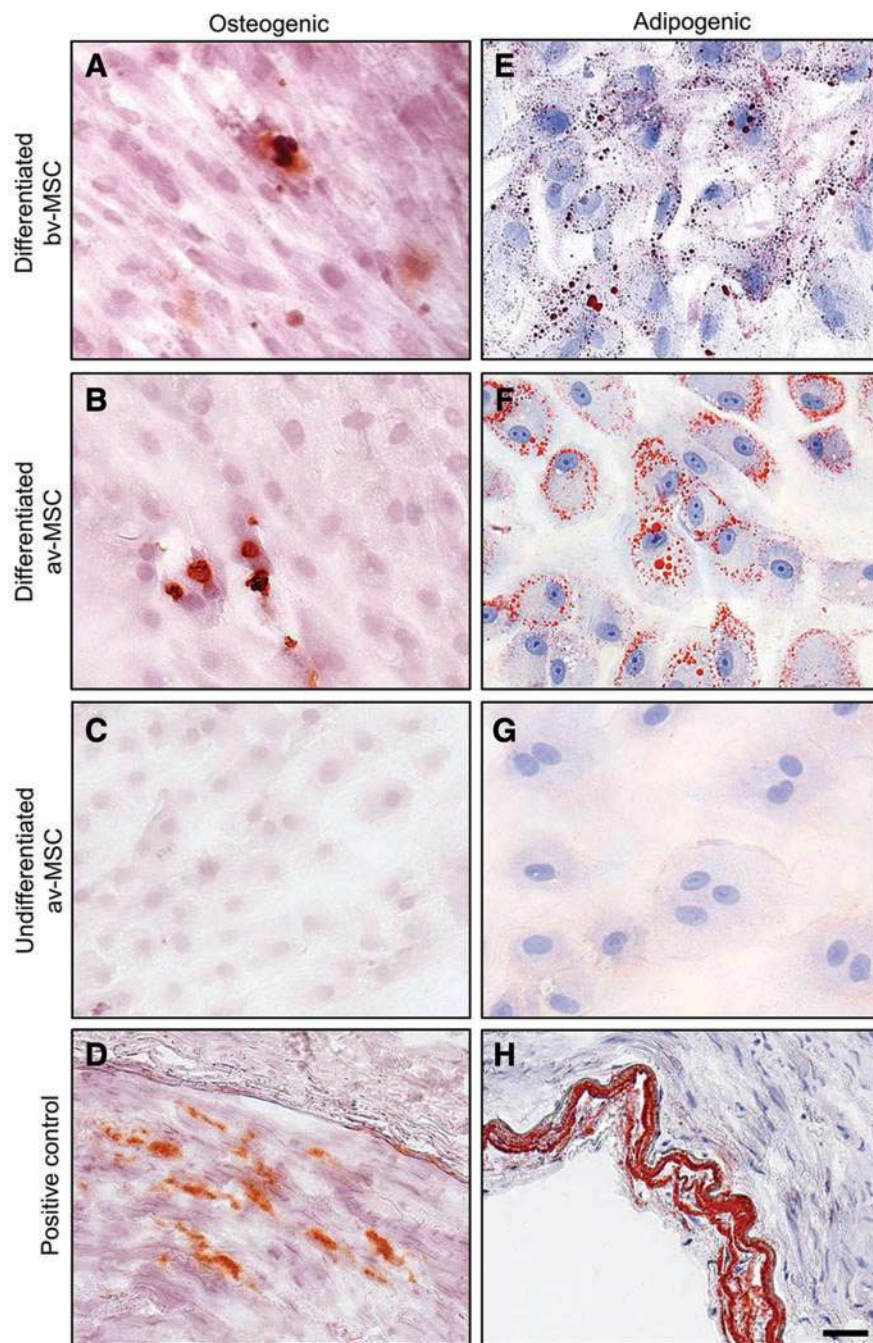 Osteogenic
Adipogenic
Differentiated
bv-MSC
A
E
Differentiated
av-MSC
B
F
Undifferentiated
av-MSC
C
G
Positive control
D
H